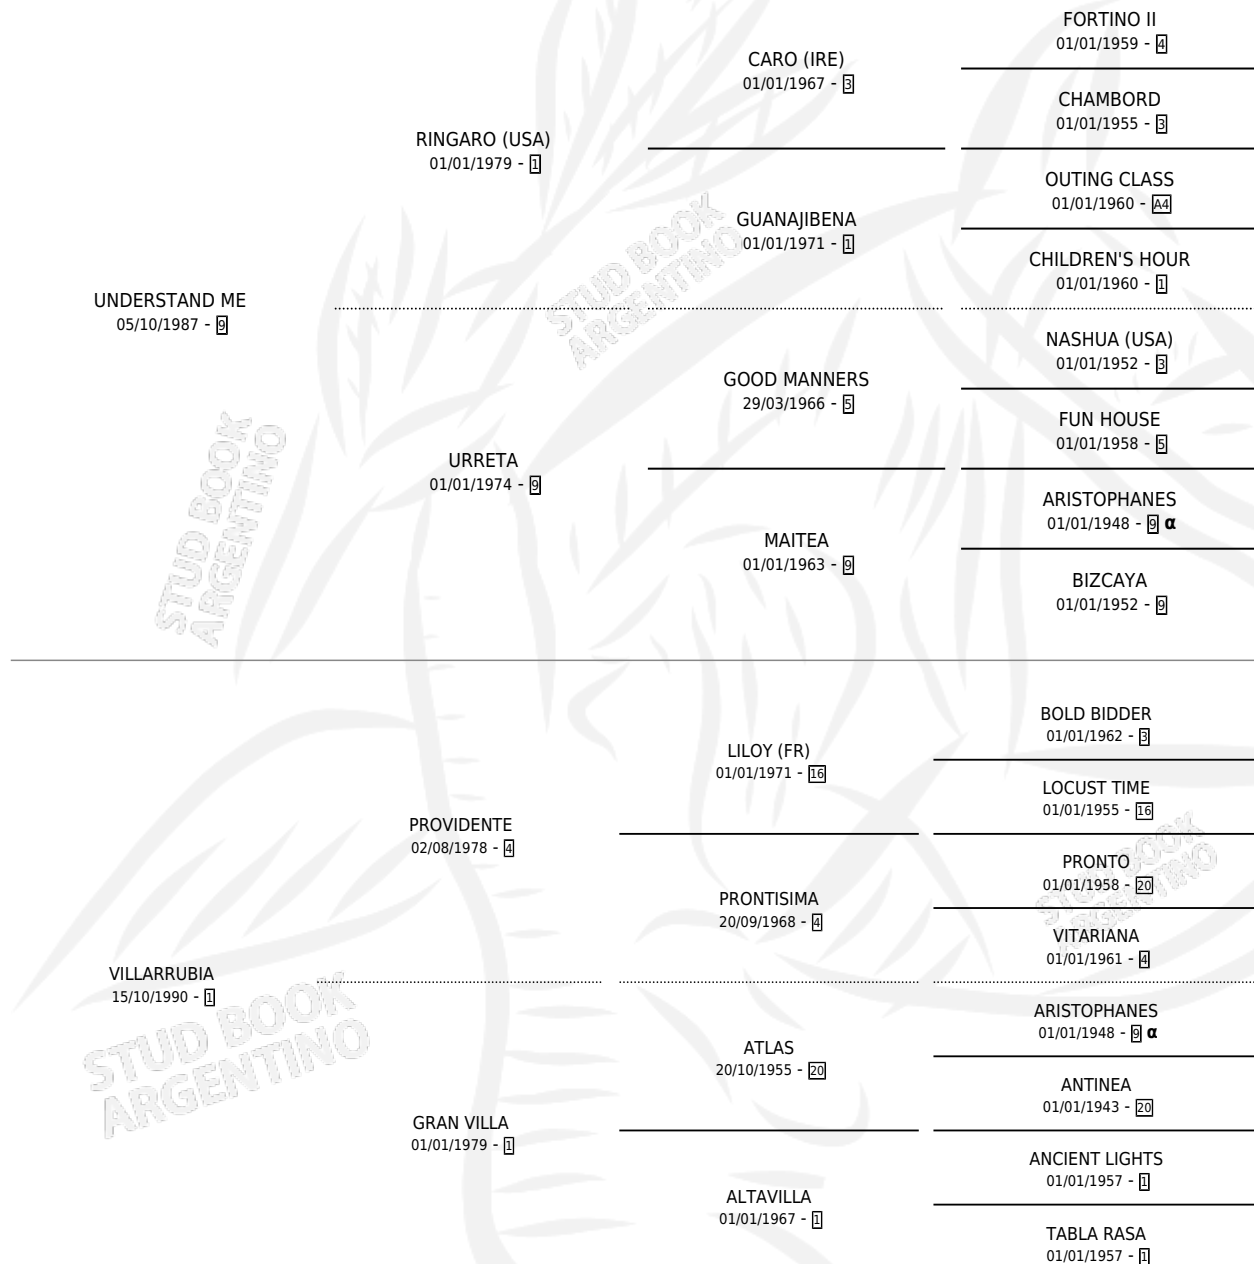 FORTINO II
01/01/1959 - 4
CARO (IRE)
01/01/1967 - 3
CHAMBORD
01/01/1955 - 3
RINGARO (USA)
01/01/1979 - 1
OUTING CLASS
01/01/1960 - A4
GUANAJIBENA
01/01/1971 - 1
CHILDREN'S HOUR
01/01/1960 - 1
UNDERSTAND ME
05/10/1987 - 9
NASHUA (USA)
01/01/1952 - 3
GOOD MANNERS
29/03/1966 - 5
FUN HOUSE
01/01/1958 - 5
URRETA
01/01/1974 - 9
ARISTOPHANES
01/01/1948 - 9 α
MAITEA
01/01/1963 - 9
BIZCAYA
01/01/1952 - 9
STUD BOOK
ARGENTINO
STUD BOOK
ARGENTINO
BOLD BIDDER
01/01/1962 - 3
LILOY (FR)
01/01/1971 - 16
LOCUST TIME
01/01/1955 - 16
PROVIDENTE
02/08/1978 - 4
PRONTO
01/01/1958 - 20
PRONTISIMA
20/09/1968 - 4
VITARIANA
01/01/1961 - 4
VILLARRUBIA
15/10/1990 - 1
ARISTOPHANES
01/01/1948 - 9 α
ATLAS
20/10/1955 - 20
ANTINEA
01/01/1943 - 20
GRAN VILLA
01/01/1979 - 1
ANCIENT LIGHTS
01/01/1957 - 1
ALTAVILLA
01/01/1967 - 1
TABLA RASA
01/01/1957 - 1
STUD BOOK
ARGENTINO
STUD BOOK
ARGENTINO